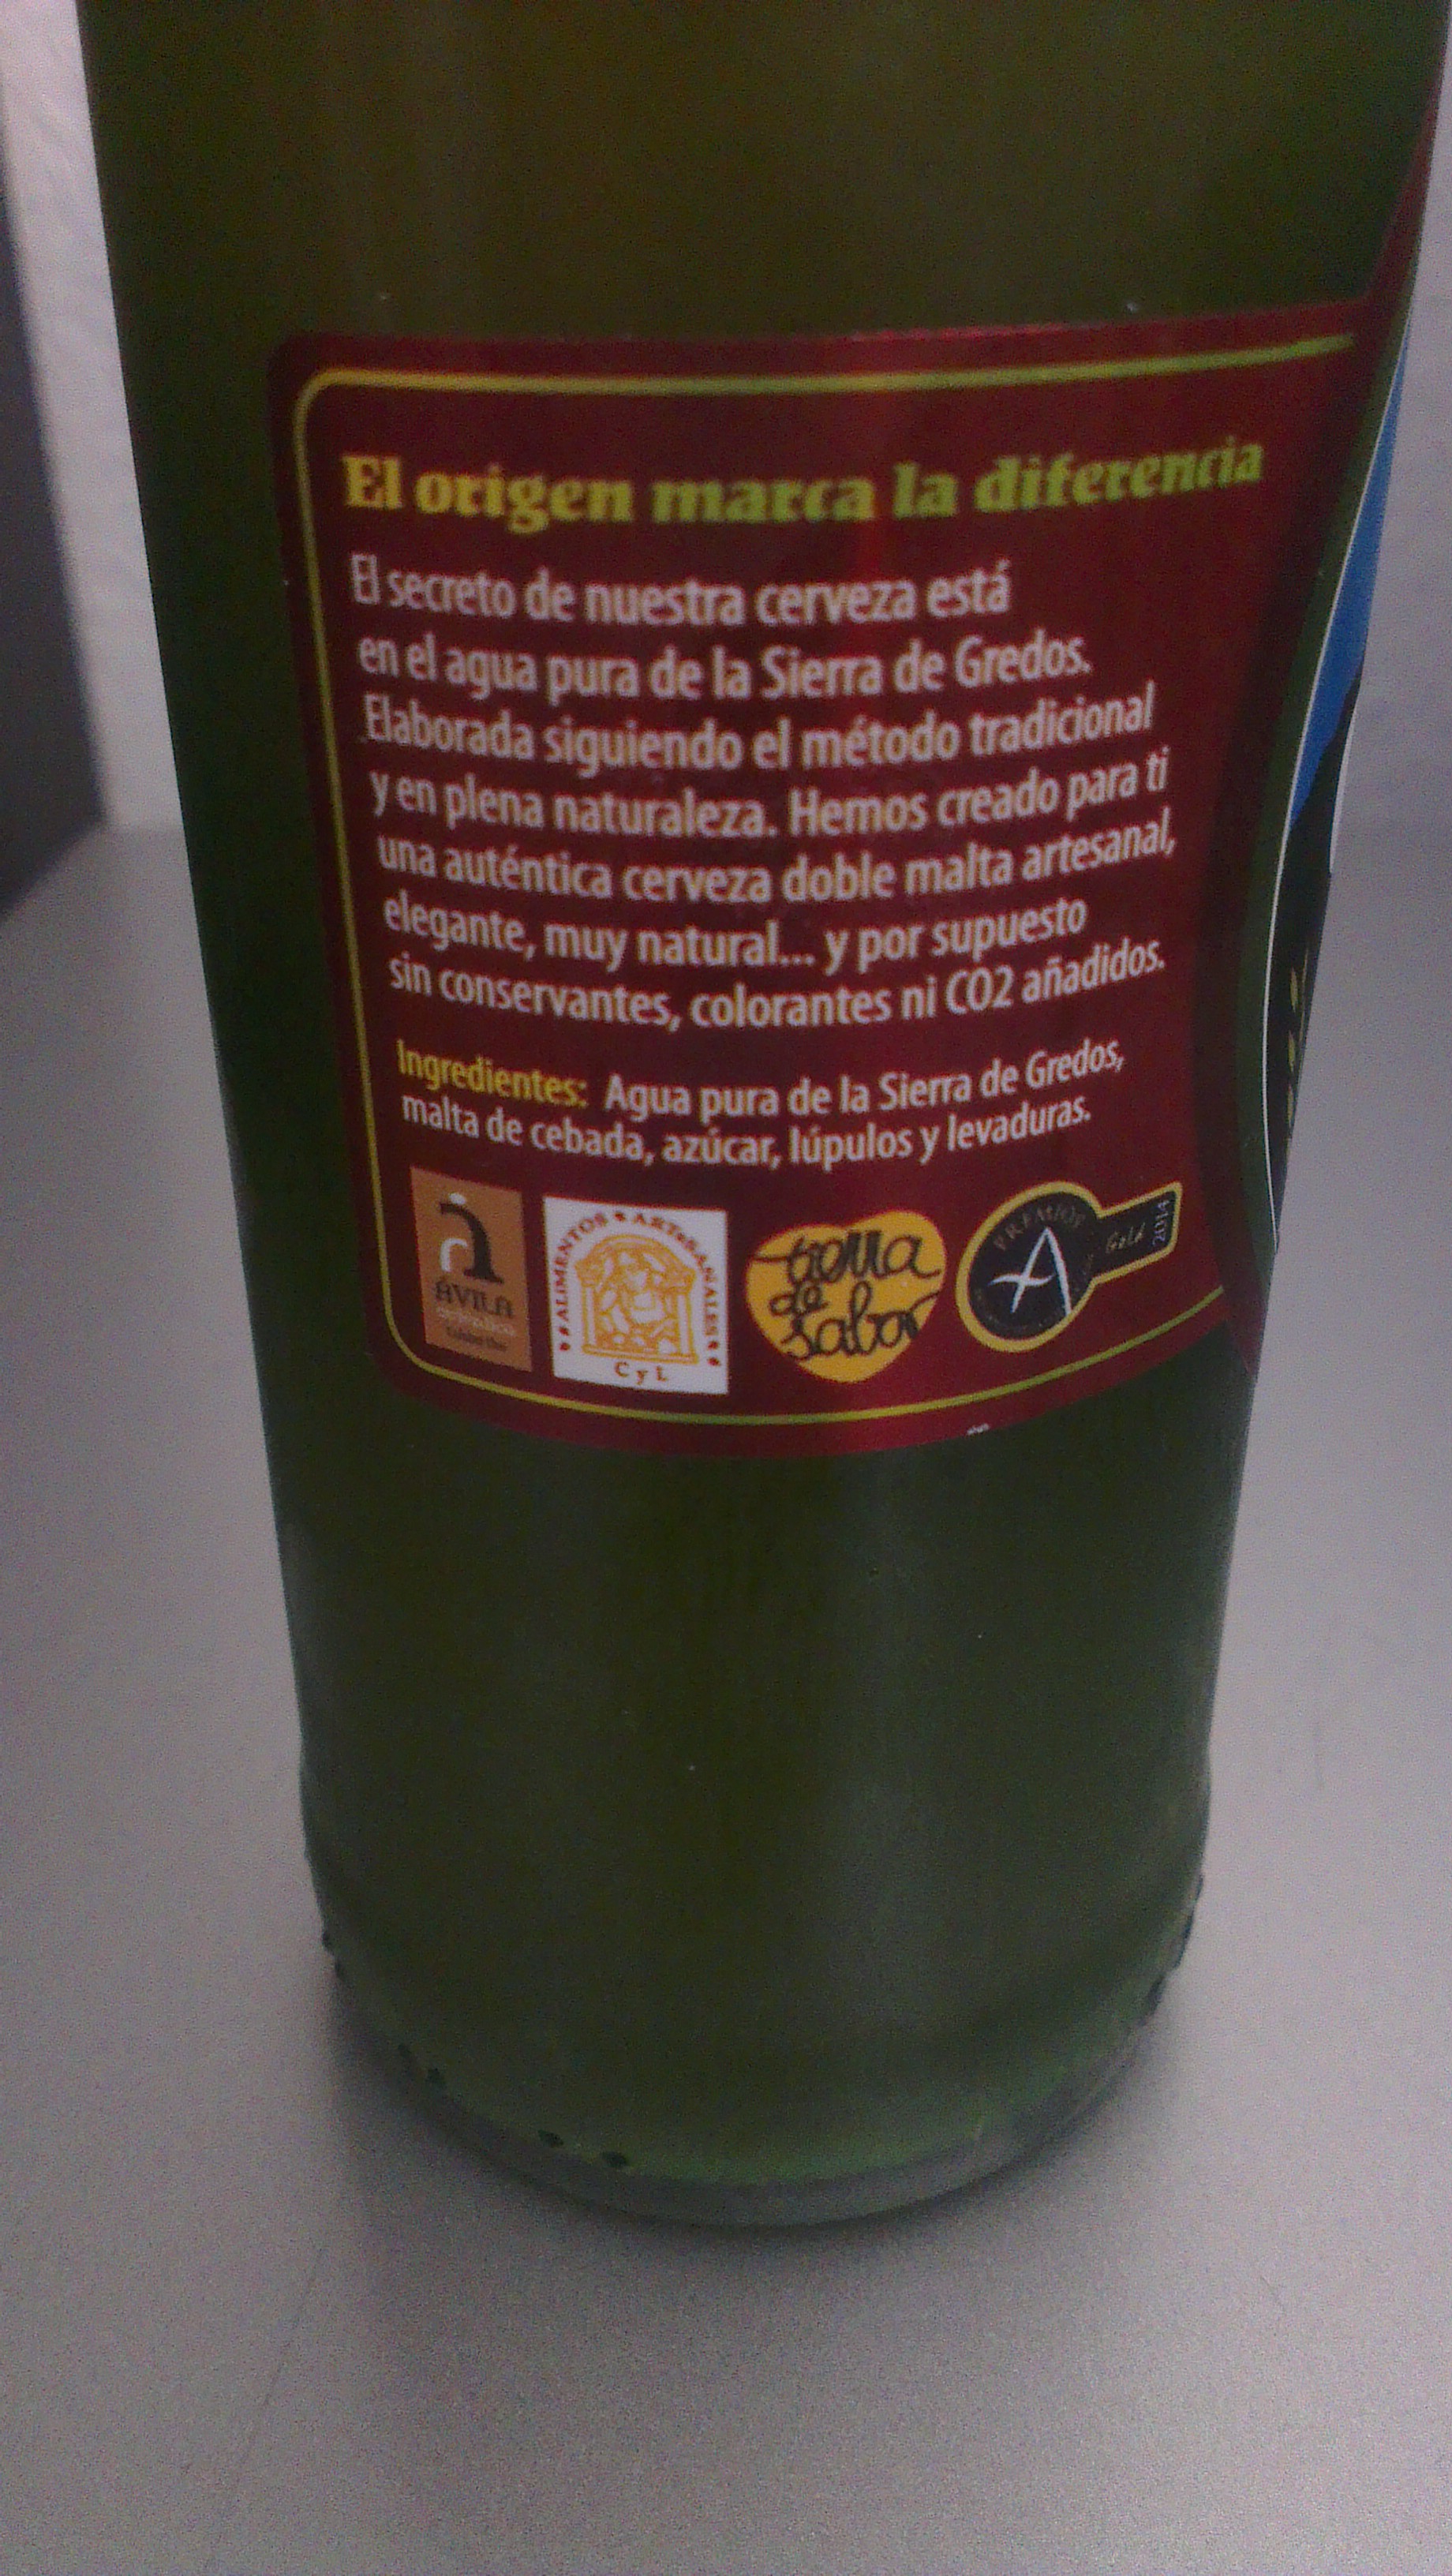 El origen marca la diferencia
El secreto de nuestra cerveza está
en el agua pura de la Sierra de Gredos.
Elaborada siguiendo el método tradicional
y en plena naturaleza. Hemos creado para ti
una auténtica cerveza doble malta artesanal,
elegante, muy natural... y por supuesto
sin conservantes, colorantes ni CO2 añadidos.
Ingredientes: Agua pura de la Sierra de Gredos,
malta de cebada, azúcar, lúpulos y levaduras.
ÁVILA
ALIMENTOS ARTESANALES
CyL
tierra
de
sabor
PREMIOS
A
Gold
2014